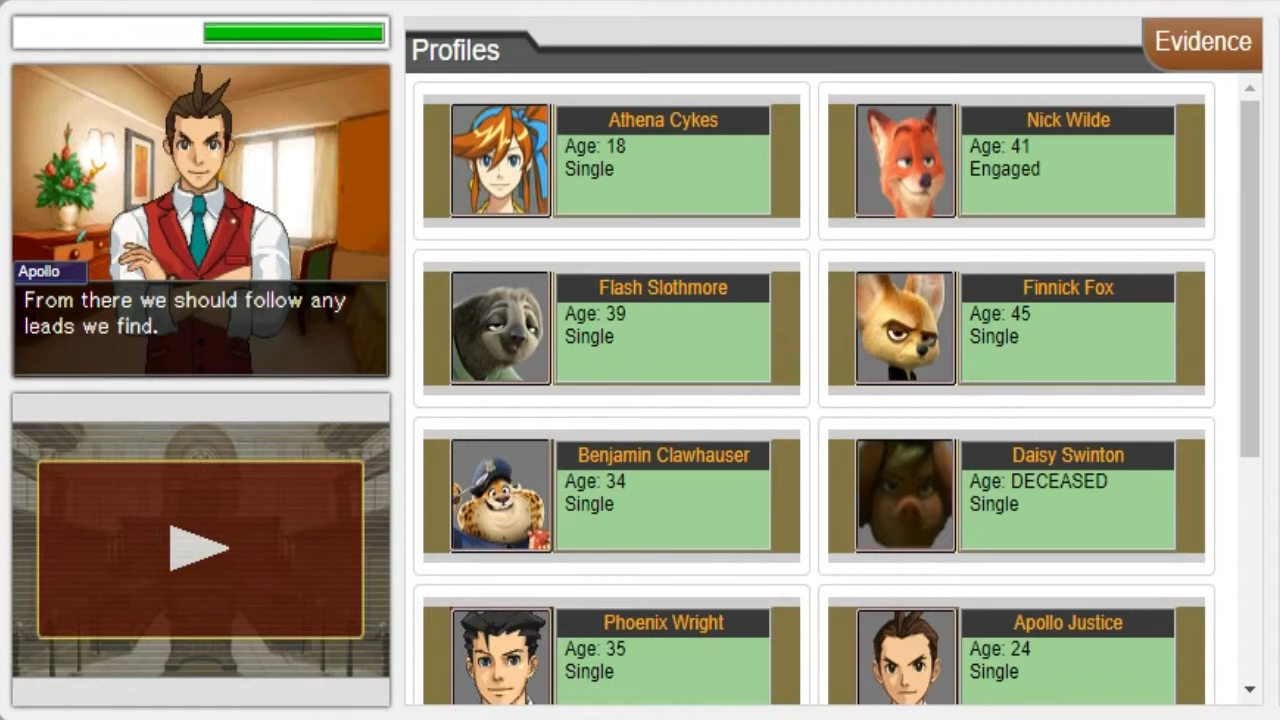 Profiles
Evidence
Apollo
From there we should follow any
leads we find.
Athena Cykes
Age: 18
Single
Nick Wilde
Age: 41
Engaged
Flash Slothmore
Age: 39
Single
Finnick Fox
Age: 45
Single
Benjamin Clawhauser
Age: 34
Single
Daisy Swinton
Age: DECEASED
Single
Phoenix Wright
Age: 35
Single
Apollo Justice
Age: 24
Single